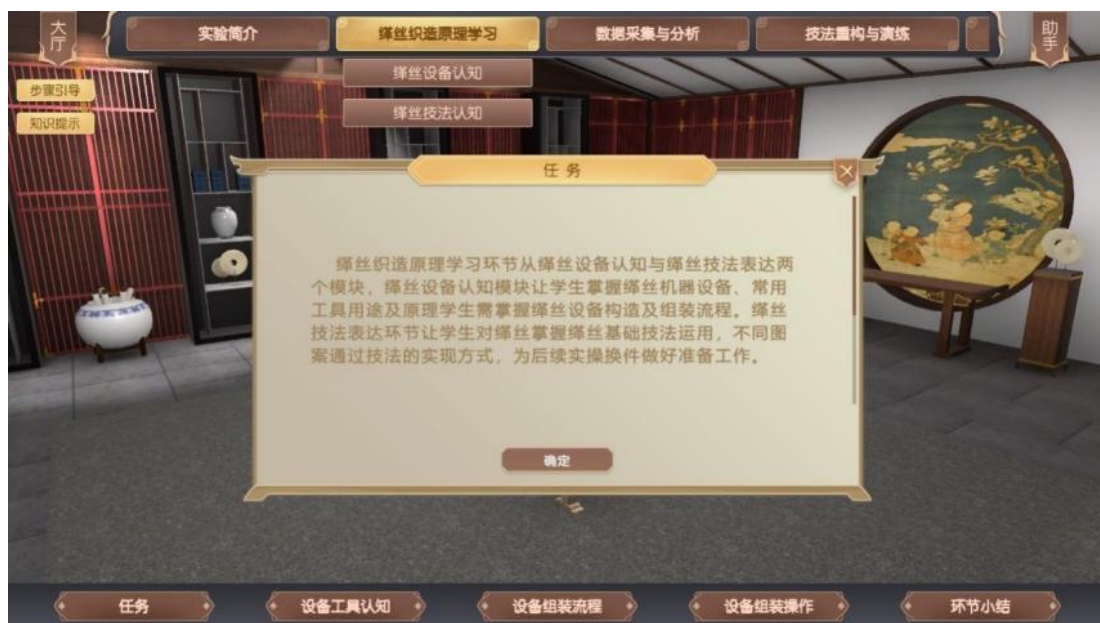 大厅
实验简介
缂丝织造原理学习
数据采集与分析
技法重构与演练
助手
缂丝设备认知
缂丝技法认知
步骤引导
知识提示
任务
缂丝织造原理学习环节从缂丝设备认知与缂丝技法表达两
个模块，缂丝设备认知模块让学生掌握缂丝机器设备、常用
工具用途及原理学生需掌握缂丝设备构造及组装流程。缂丝
技法表达环节让学生对缂丝掌握缂丝基础技法运用，不同图
案通过技法的实现方式，为后续实操换件做好准备工作。
确定
任务
设备工具认知
设备组装流程
设备组装操作
环节小结